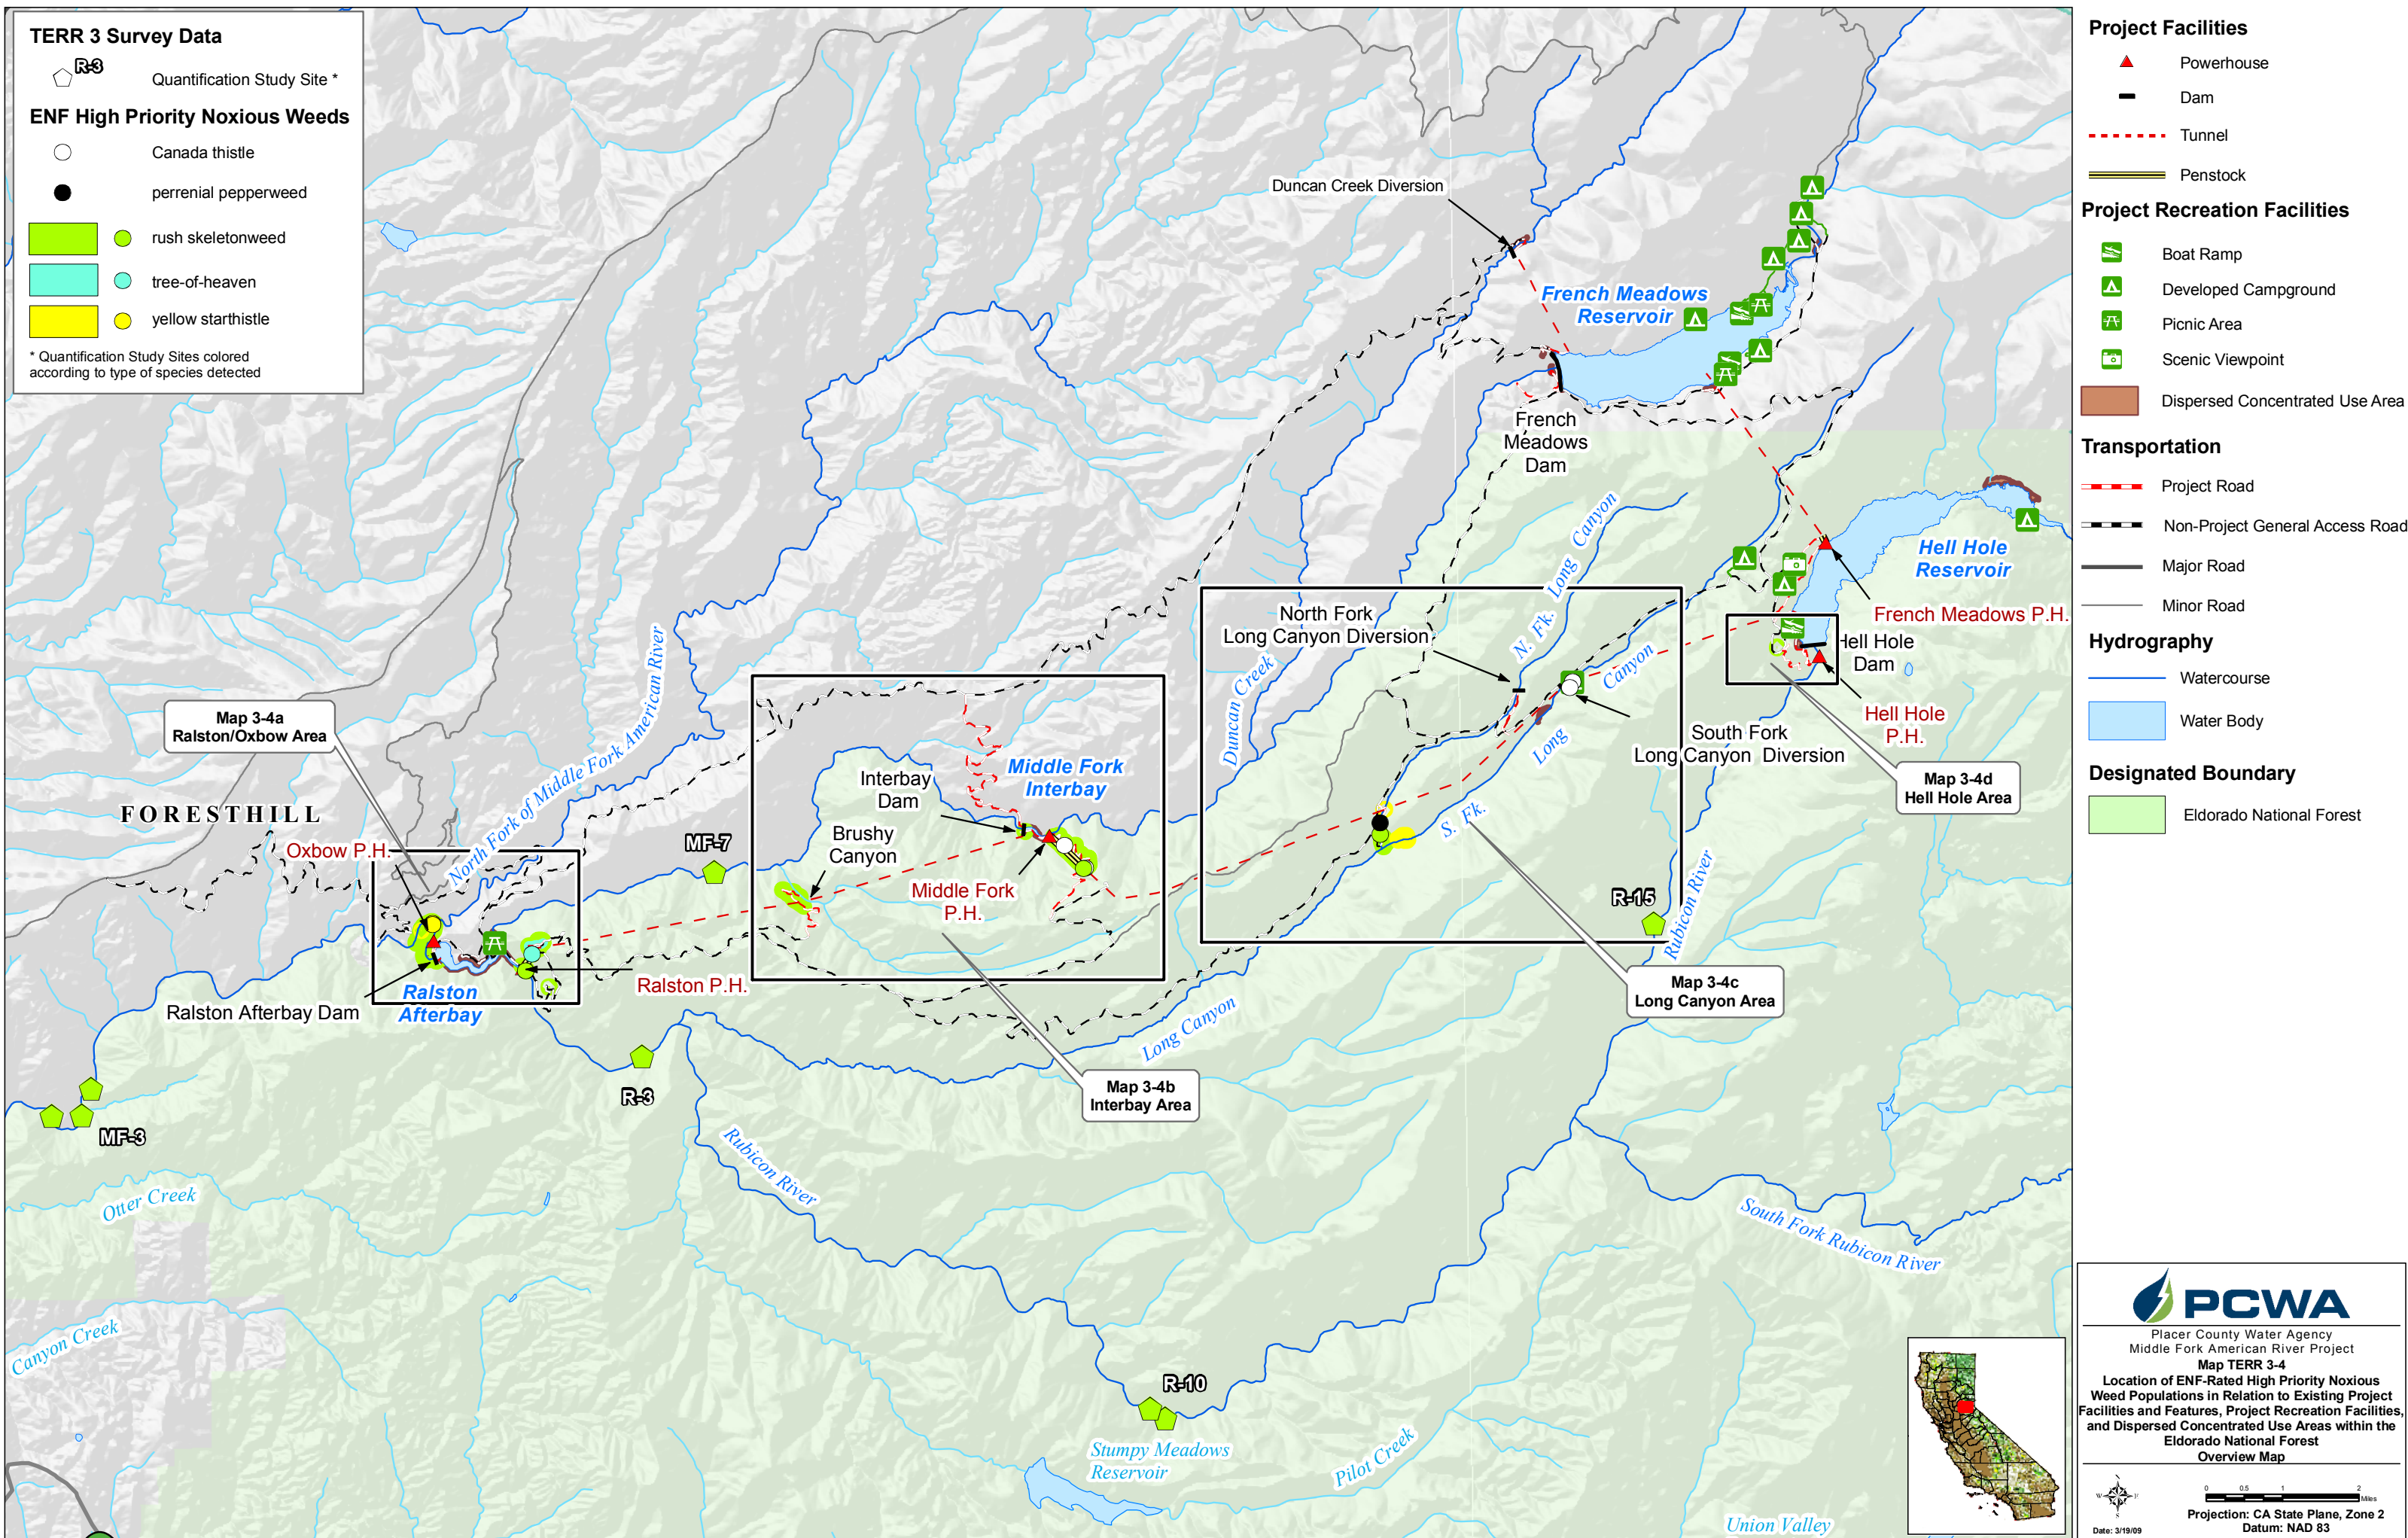 TERR 3 Survey Data
R-3
Quantification Study Site *
ENF High Priority Noxious Weeds
Canada thistle
perrenial pepperweed
rush skeletonweed
tree-of-heaven
yellow starthistle
* Quantification Study Sites colored
according to type of species detected
Duncan Creek Diversion
French Meadows
Reservoir
French
Meadows
Dam
Hell Hole
Reservoir
French Meadows P.H.
Hell Hole
Dam
Hell Hole
P.H.
Map 3-4d
Hell Hole Area
North Fork
Long Canyon Diversion
N. Fk. Long Canyon
Duncan Creek
Long Canyon
South Fork
Long Canyon Diversion
S. Fk.
R-15
Rubicon River
Map 3-4c
Long Canyon Area
Middle Fork
Interbay
Interbay
Dam
Brushy
Canyon
Middle Fork
P.H.
MF-7
North Fork of Middle Fork American River
Map 3-4a
Ralston/Oxbow Area
FORESTHILL
Oxbow P.H.
Ralston P.H.
Ralston
Afterbay
Ralston Afterbay Dam
Long Canyon
Map 3-4b
Interbay Area
R-3
MF-3
Rubicon River
Otter Creek
Canyon Creek
South Fork Rubicon River
R-10
Stumpy Meadows
Reservoir
Pilot Creek
Union Valley
Project Facilities
Powerhouse
Dam
Tunnel
Penstock
Project Recreation Facilities
Boat Ramp
Developed Campground
Picnic Area
Scenic Viewpoint
Dispersed Concentrated Use Area
Transportation
Project Road
Non-Project General Access Road
Major Road
Minor Road
Hydrography
Watercourse
Water Body
Designated Boundary
Eldorado National Forest
PCWA
Placer County Water Agency
Middle Fork American River Project
Map TERR 3-4
Location of ENF-Rated High Priority Noxious
Weed Populations in Relation to Existing Project
Facilities and Features, Project Recreation Facilities,
and Dispersed Concentrated Use Areas within the
Eldorado National Forest
Overview Map
0 0.5 1 2
Miles
Projection: CA State Plane, Zone 2
Datum: NAD 83
Date: 3/19/09